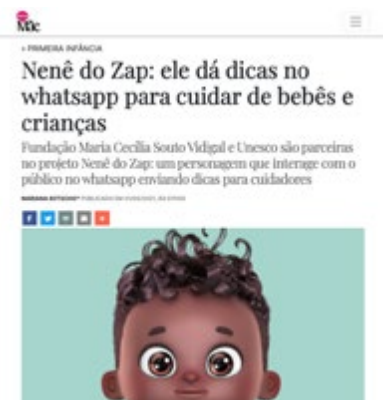 Mãe
PRIMEIRA INFÂNCIA
Nenê do Zap: ele dá dicas no
whatsapp para cuidar de bebês e
crianças
Fundação Maria Cecília Souto Vidigal e Unesco são parceiras
no projeto Nenê do Zap: um personagem que interage com o
público no whatsapp enviando dicas para cuidadores